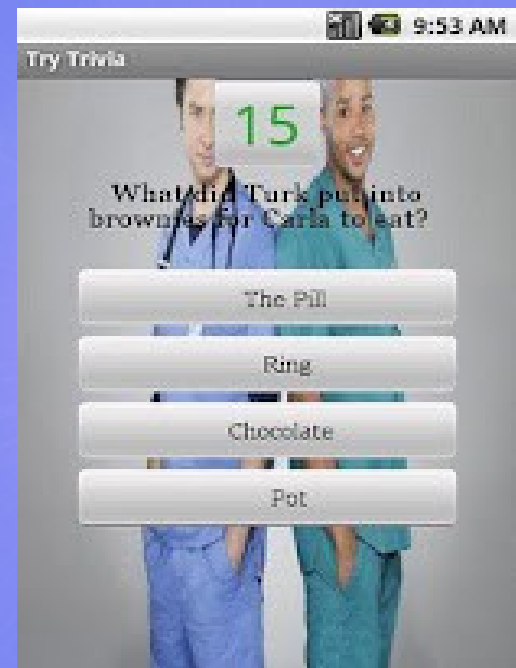 9:53 AM
Try Trivia
15
What did Turk put into
brownies for Carla to eat?
The Pill
Ring
Chocolate
Pot